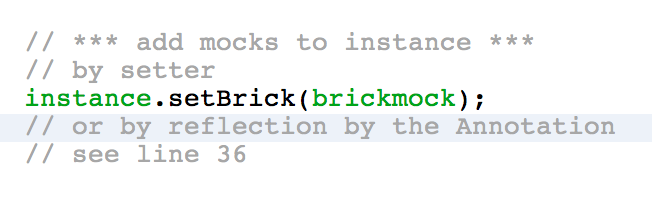 // *** add mocks to instance ***
// by setter
instance.setBrick(brickmock);
// or by reflection by the Annotation
// see line 36